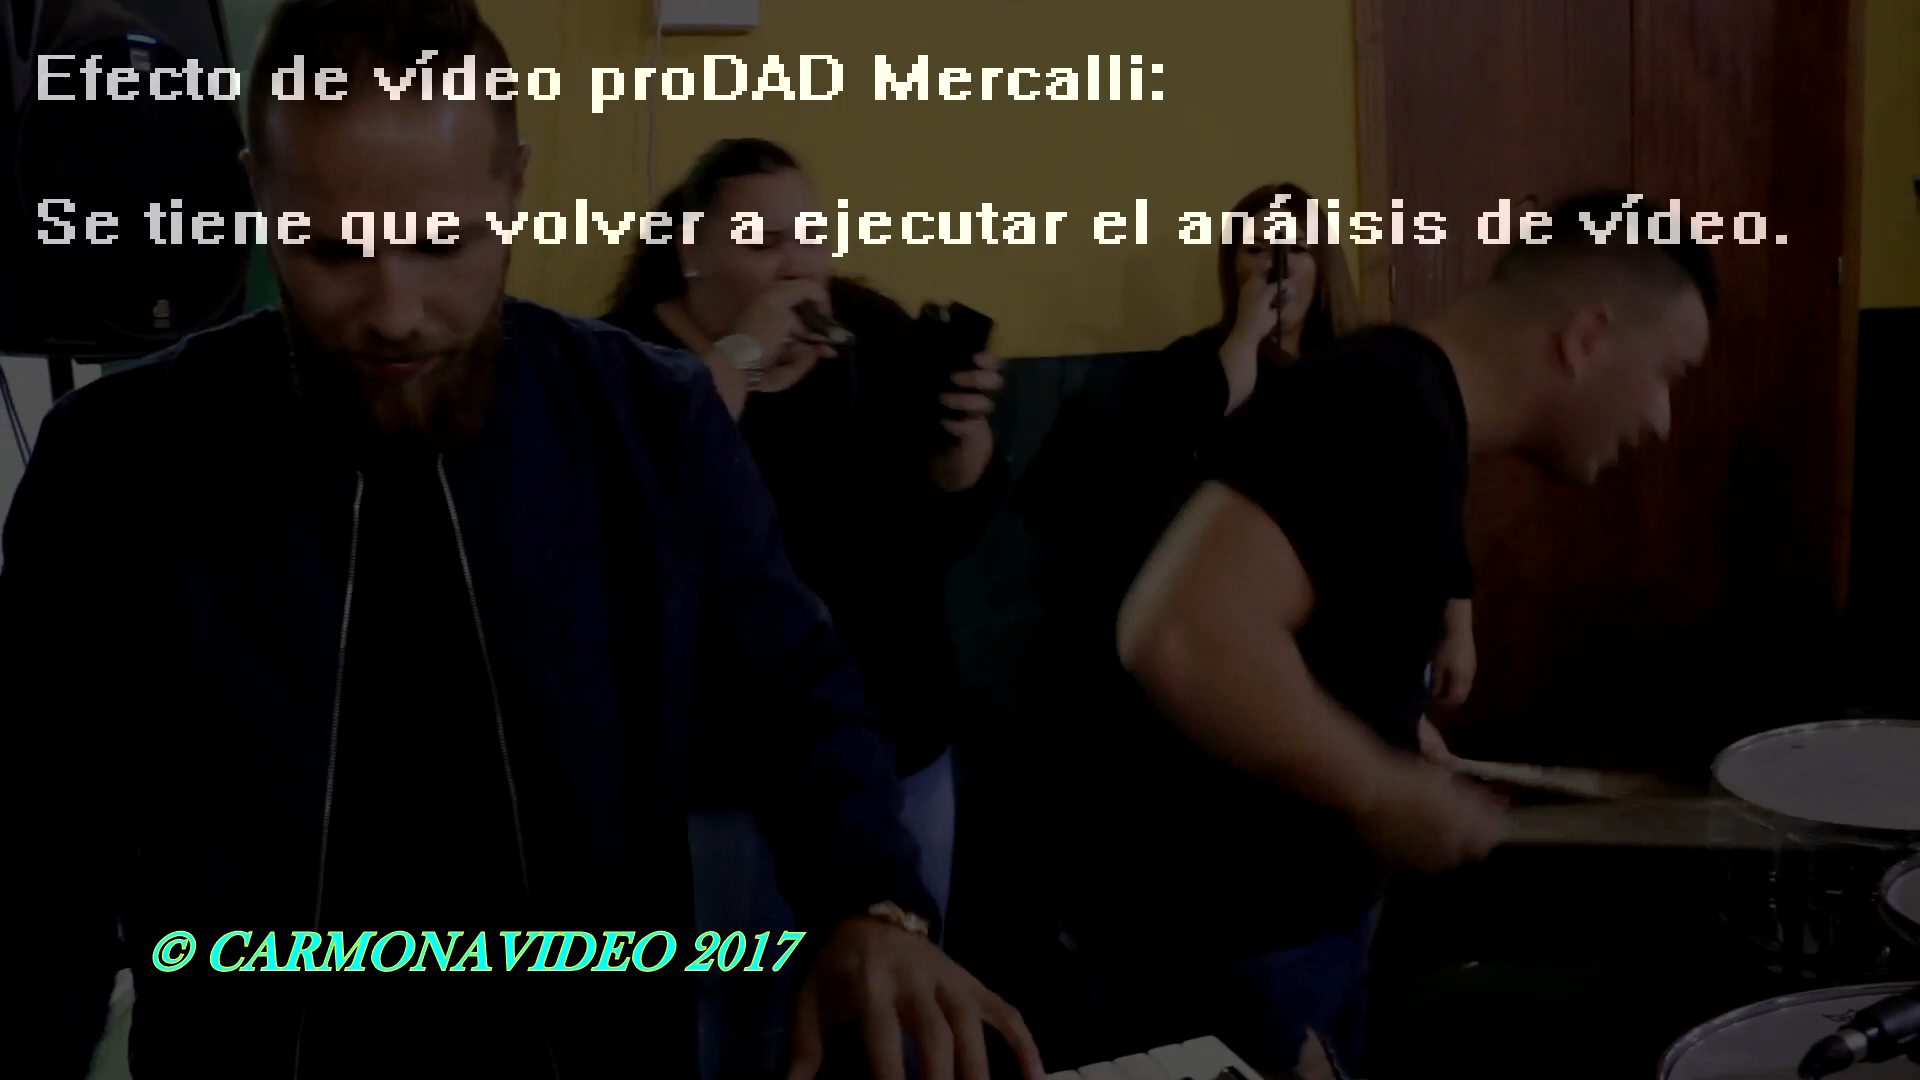 Efecto de vídeo proDAD Mercalli:
Se tiene que volver a ejecutar el análisis de vídeo.
© CARMONAVIDEO 2017